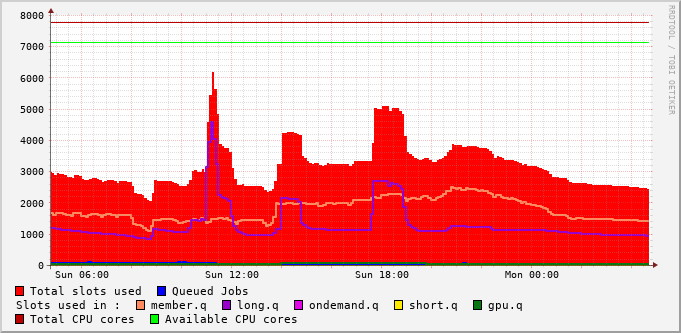 8000
7000
6000
5000
4000
3000
2000
1000
0
Sun 06:00 Sun 12:00 Sun 18:00 Mon 00:00
RRDTOOL / TOBI OETIKER
Total slots used Queued Jobs
Slots used in : member.q long.q ondemand.q short.q gpu.q
Total CPU cores Available CPU cores